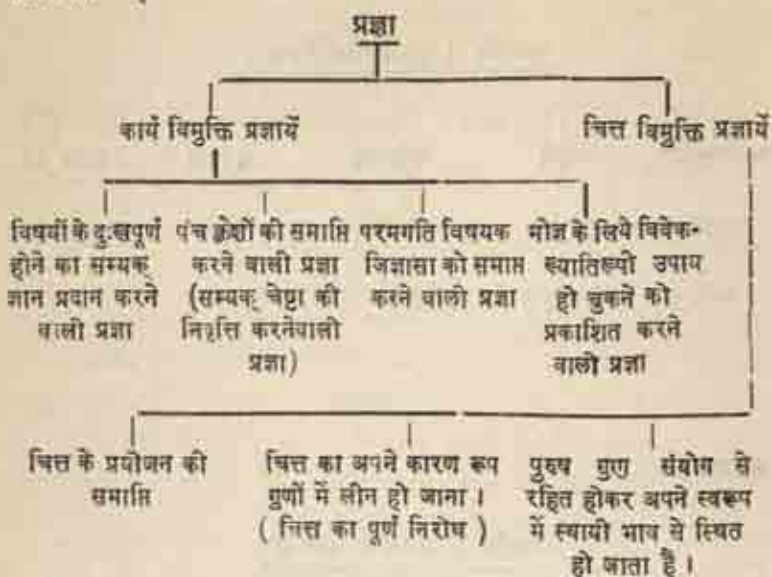 प्रज्ञा
कार्य विमुक्ति प्रज्ञायें
चित्त विमुक्ति प्रज्ञायें
विषयों के दुःखपूर्ण
होने का सम्यक्
ज्ञान प्रदान करने
वाली प्रज्ञा
पंच क्लेशों की समाप्ति
करने वाली प्रज्ञा
(सम्यक् चेष्टा की
निवृत्ति करनेवाली
प्रज्ञा)
परमगति विषयक
जिज्ञासा को समाप्त
करने वाली प्रज्ञा
मोक्ष के लिये विवेक-
ख्यातिरूपी उपाय
हो चुकने को
प्रकाशित करने
वाली प्रज्ञा
चित्त के प्रयोजन की
समाप्ति
चित्त का अपने कारण रूप
गुणों में लीन हो जाना ।
( चित्त का पूर्ण निरोध )
पुरुष गुण संयोग से
रहित होकर अपने स्वरूप
में स्थायी भाव से स्थित
हो जाता है ।